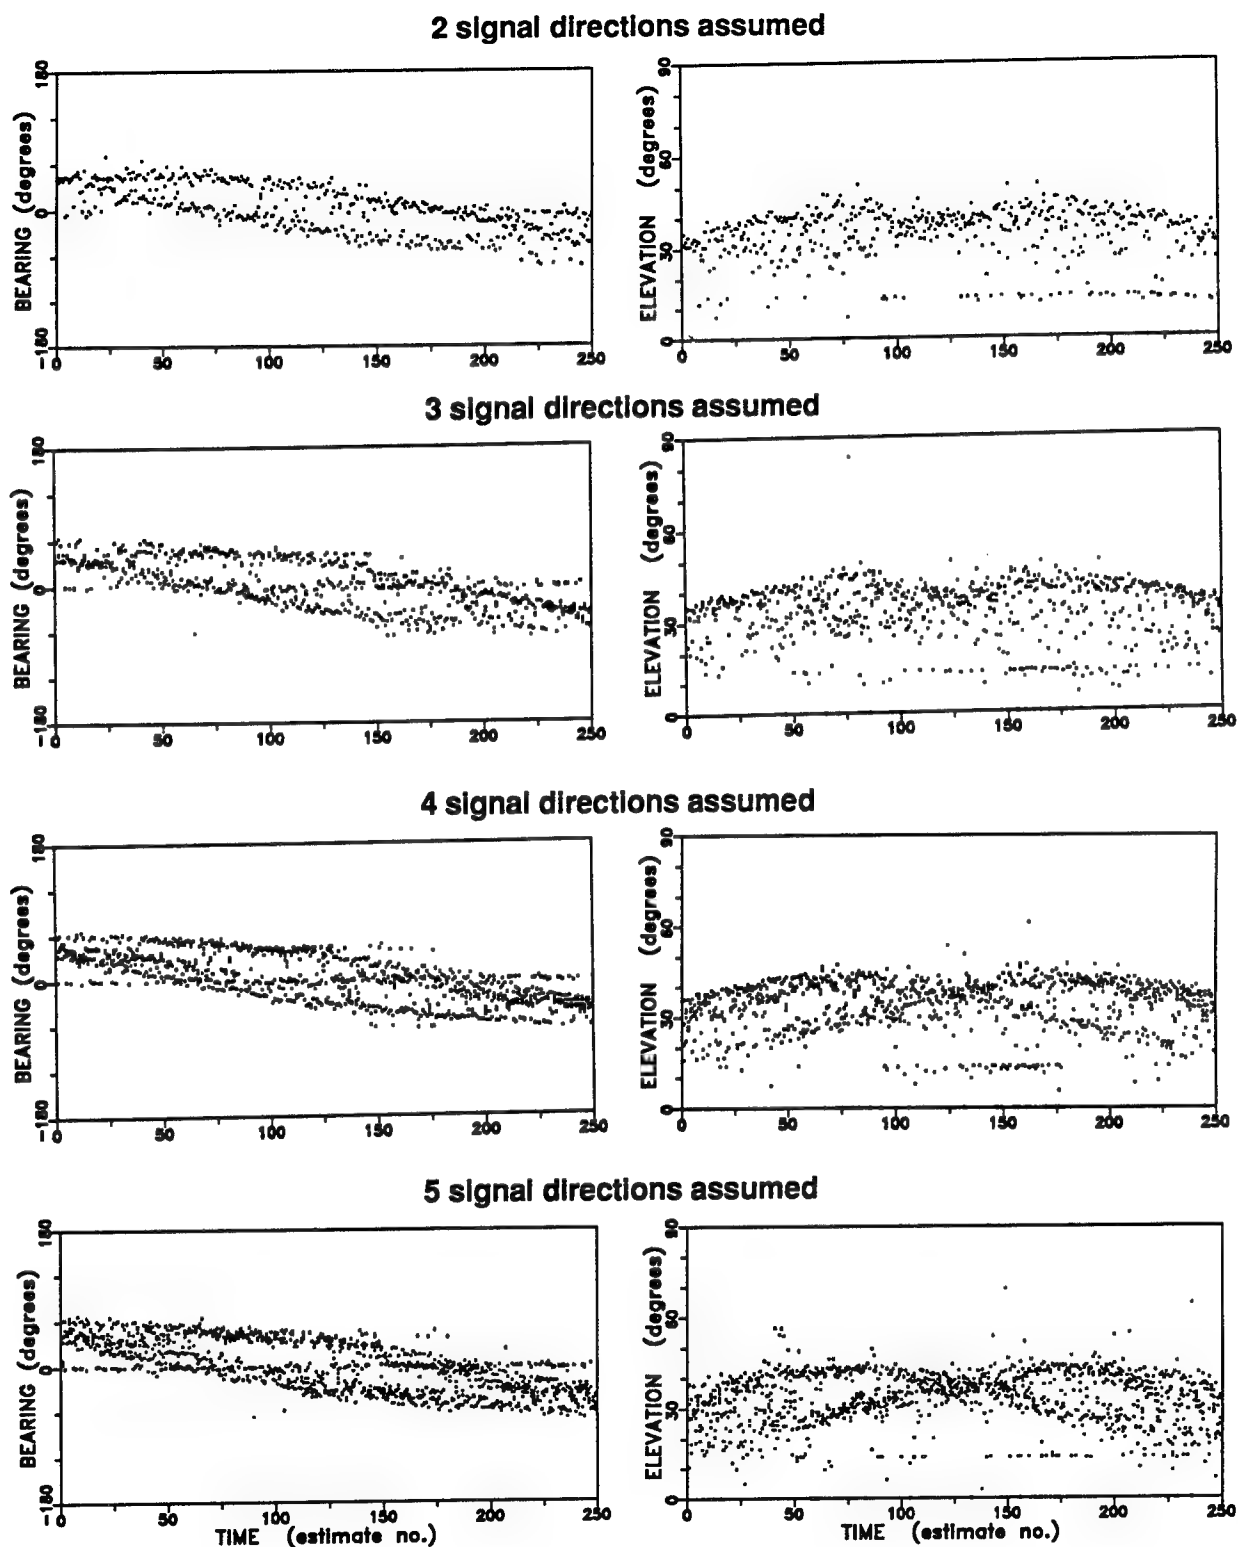 2 signal directions assumed
180
0
-180
BEARING (degrees)
0 50 100 150 200 250
90
60
30
0
ELEVATION (degrees)
0 50 100 150 200 250
3 signal directions assumed
180
0
-180
BEARING (degrees)
0 50 100 150 200 250
90
60
30
0
ELEVATION (degrees)
50 100 150 200 250
4 signal directions assumed
180
0
-180
BEARING (degrees)
0 50 100 150 200 250
90
60
30
0
ELEVATION (degrees)
0 50 100 150 200 250
5 signal directions assumed
180
0
-180
BEARING (degrees)
0 50 100 150 200 250
TIME (estimate no.)
90
60
30
0
ELEVATION (degrees)
0 50 100 150 200 250
TIME (estimate no.)